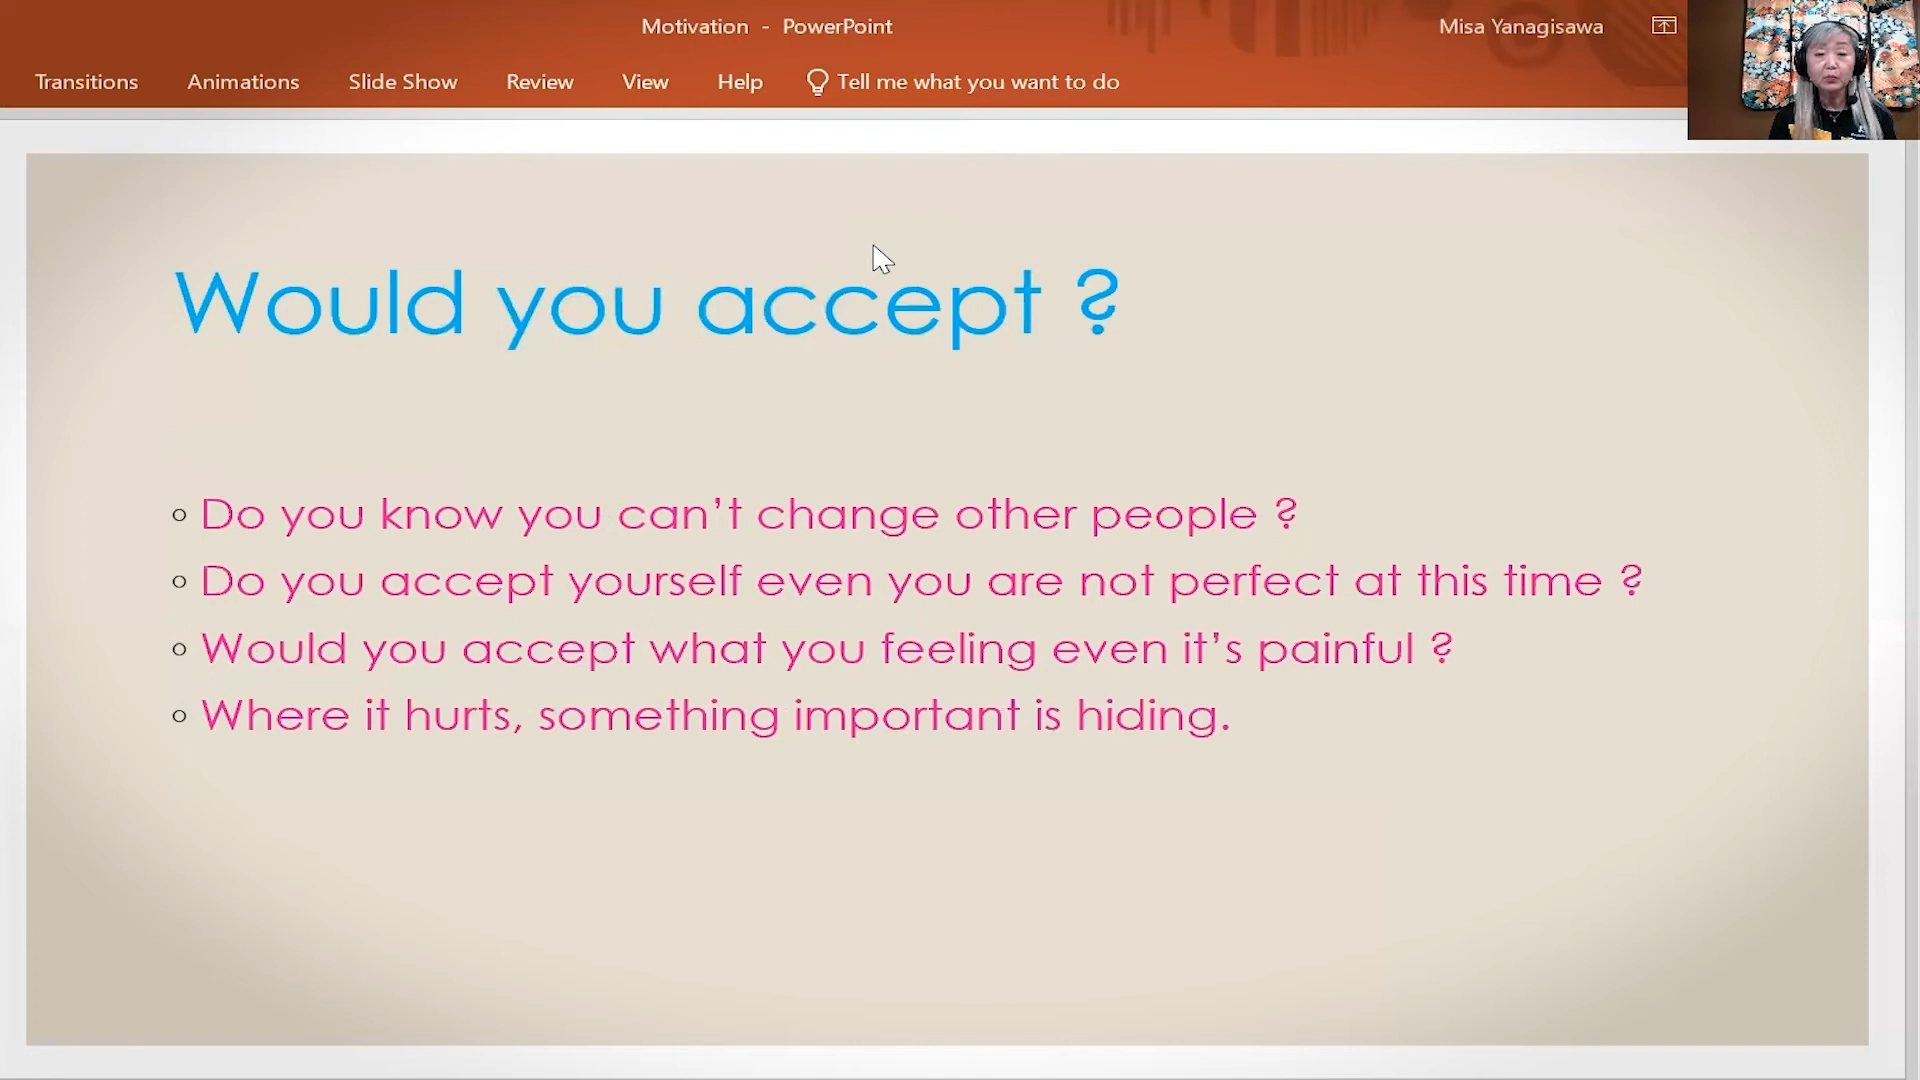 Motivation - PowerPoint
Misa Yanagisawa
Transitions Animations Slide Show Review View Help Tell me what you want to do
Would you accept ?
Do you know you can’t change other people ?
Do you accept yourself even you are not perfect at this time ?
Would you accept what you feeling even it’s painful ?
Where it hurts, something important is hiding.